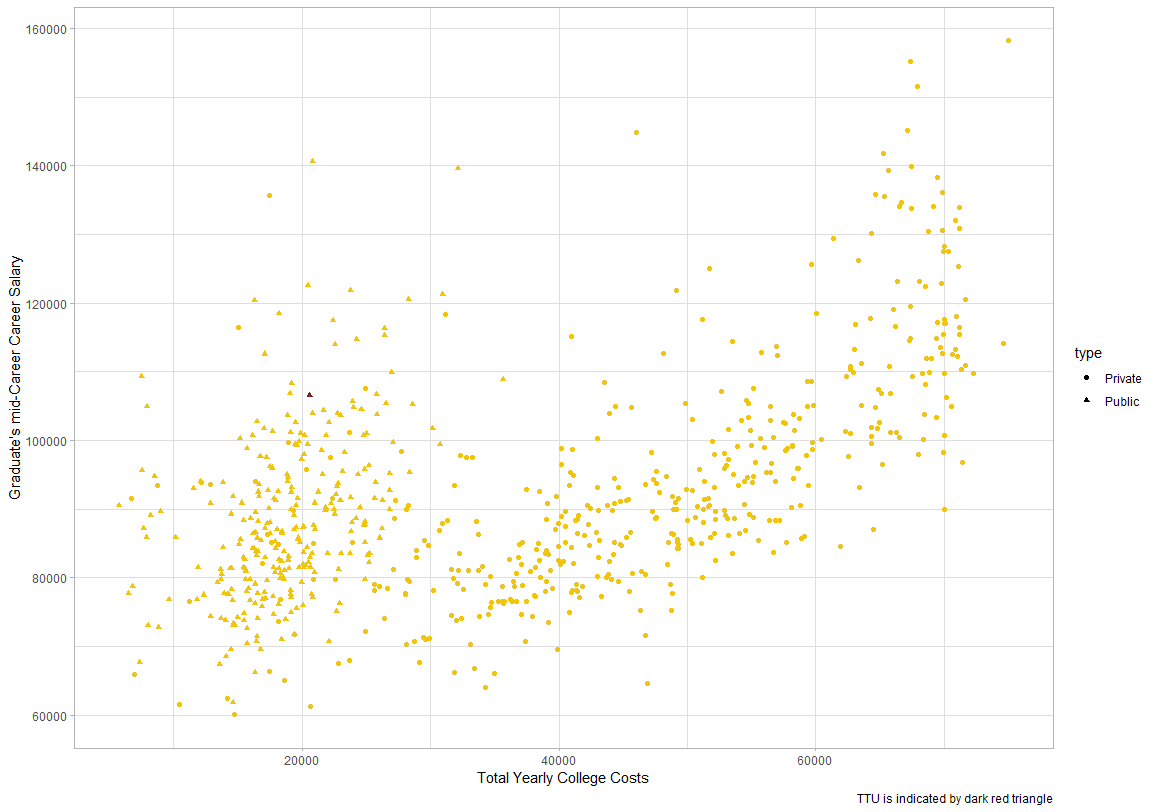 160000
140000
120000
100000
80000
60000
Graduate's mid-Career Career Salary
20000
40000
60000
Total Yearly College Costs
type
Private
Public
TTU is indicated by dark red triangle